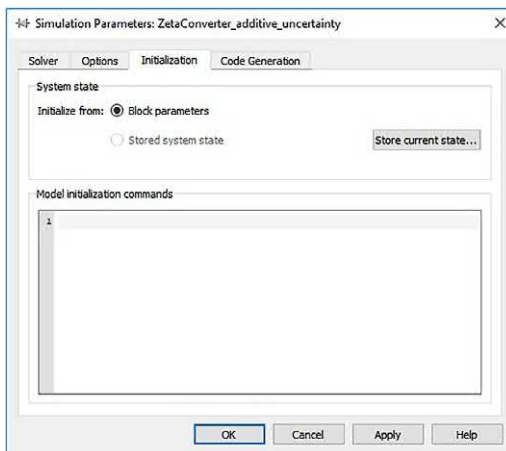 Simulation Parameters: ZetaConverter_additive_uncertainty
Solver Options Initialization Code Generation
System state
Initialize from: Block parameters
Stored system state Store current state...
Model initialization commands
1
OK Cancel Apply Help